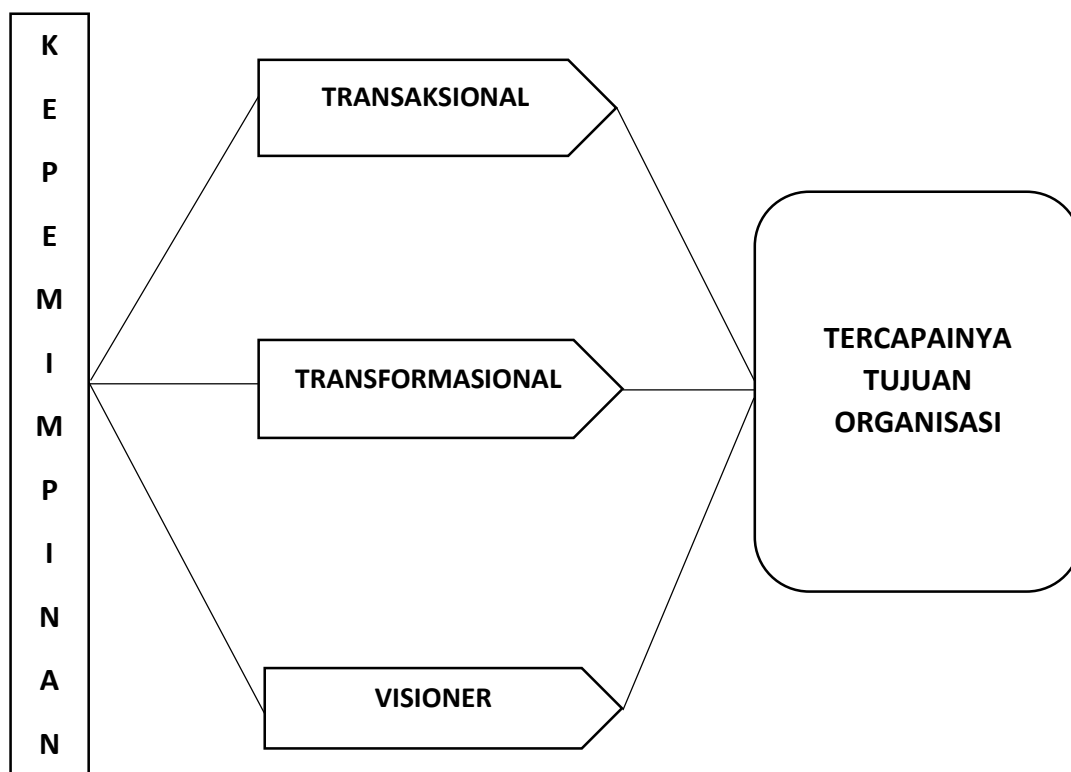 K
E
P
E
M
I
M
P
I
N
A
N
TRANSAKSIONAL
TRANSFORMASIONAL
VISIONER
TERCAPAINYA
TUJUAN
ORGANISASI